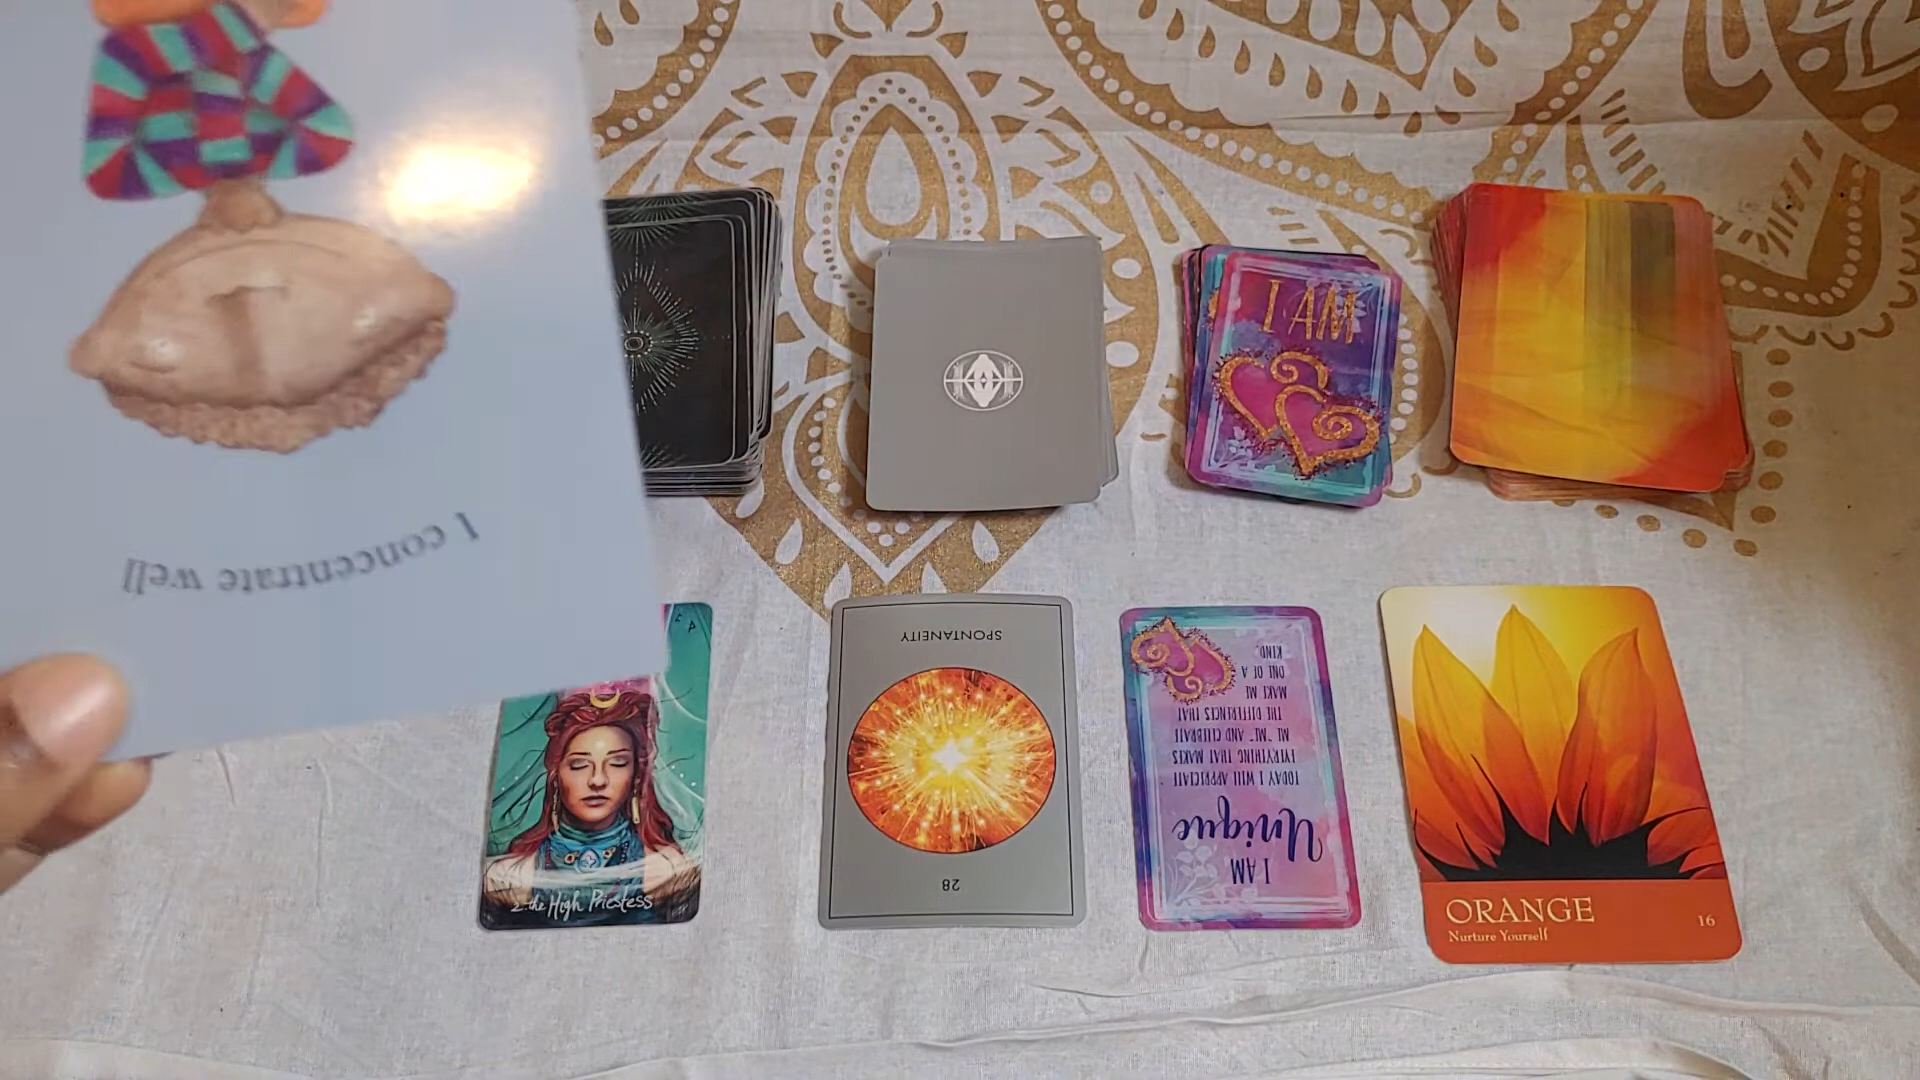 I concentrate well
I AM
2. the High Priestess
SPONTANEITY
28
I AM
Unique
TODAY I WILL APPRECIATE
EVERYTHING THAT MAKES
ME "ME" AND CELEBRATE
THE DIFFERENCES THAT
MAKE ME
ONE OF A
KIND.
ORANGE
Nurture Yourself
16